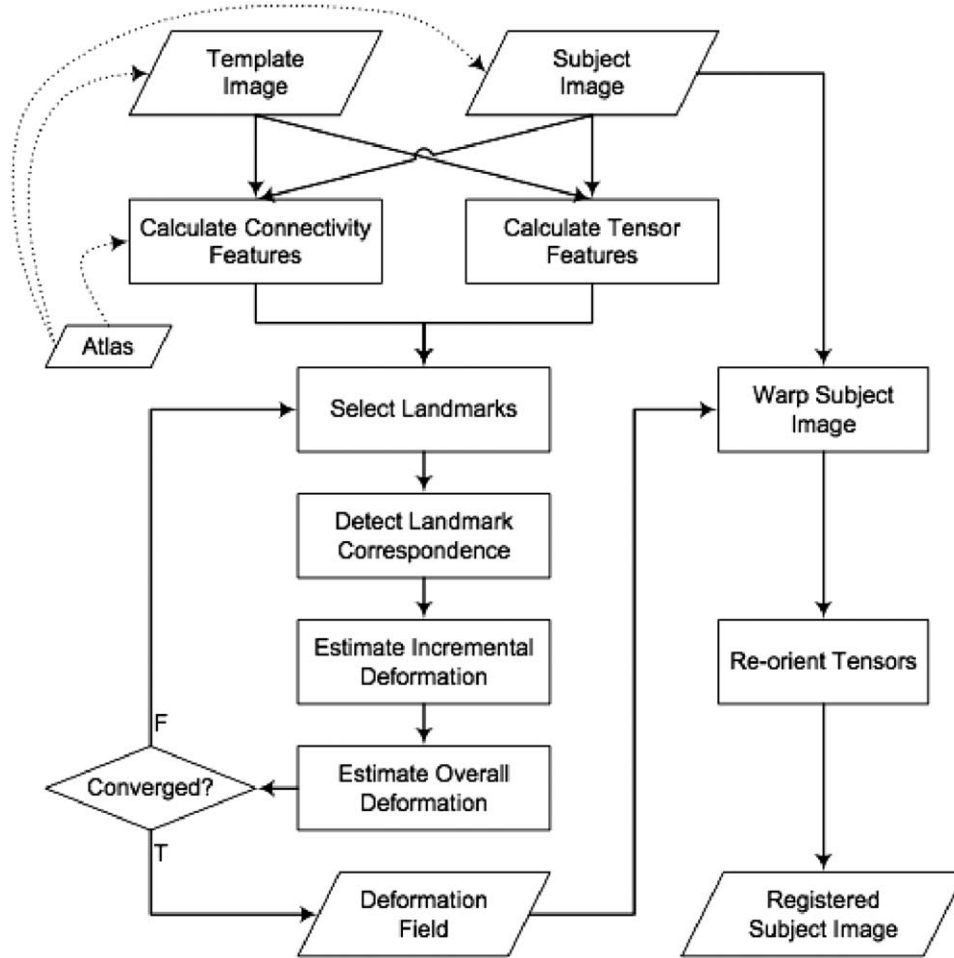 Template
Image
Subject
Image
Calculate Connectivity
Features
Calculate Tensor
Features
Atlas
Select Landmarks
Warp Subject
Image
Detect Landmark
Correspondence
Estimate Incremental
Deformation
Re-orient Tensors
F
Converged?
Estimate Overall
Deformation
T
Deformation
Field
Registered
Subject Image